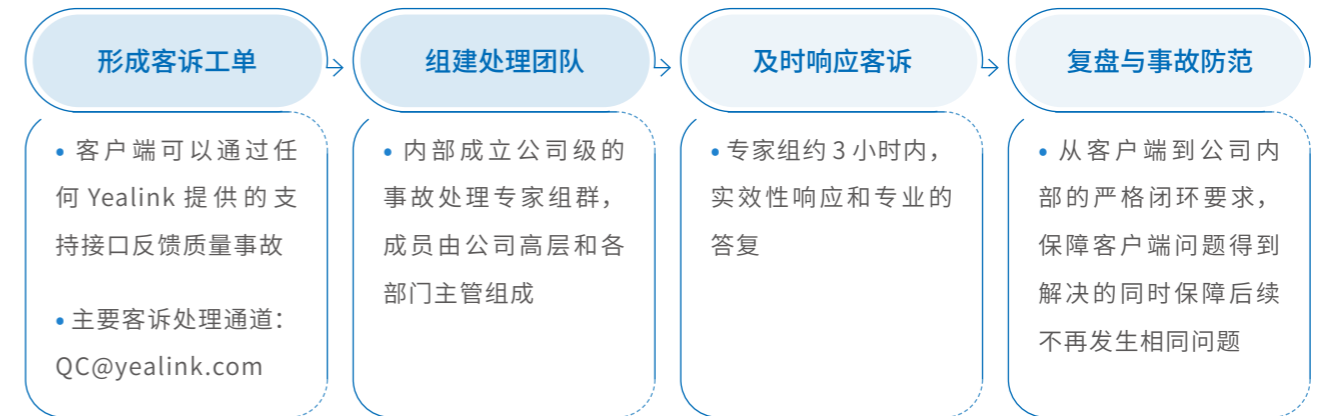 形成客诉工单
• 客户端可以通过任
何 Yealink 提供的支
持接口反馈质量事故
• 主要客诉处理通道：
QC@yealink.com
组建处理团队
• 内部成立公司级的
事故处理专家组群，
成员由公司高层和各
部门主管组成
及时响应客诉
• 专家组约 3 小时内，
实效性响应和专业的
答复
复盘与事故防范
• 从客户端到公司内
部的严格闭环要求，
保障客户端问题得到
解决的同时保障后续
不再发生相同问题